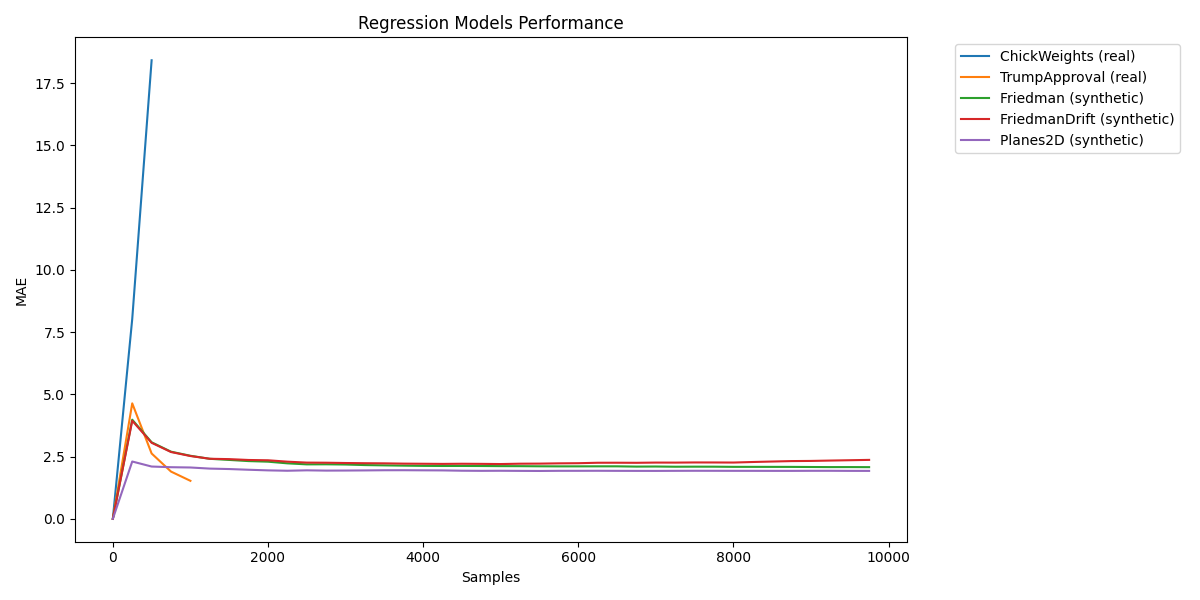 Regression Models Performance
MAE
17.5
15.0
12.5
10.0
7.5
5.0
2.5
0.0
0
2000
4000
6000
8000
10000
Samples
ChickWeights (real)
TrumpApproval (real)
Friedman (synthetic)
FriedmanDrift (synthetic)
Planes2D (synthetic)